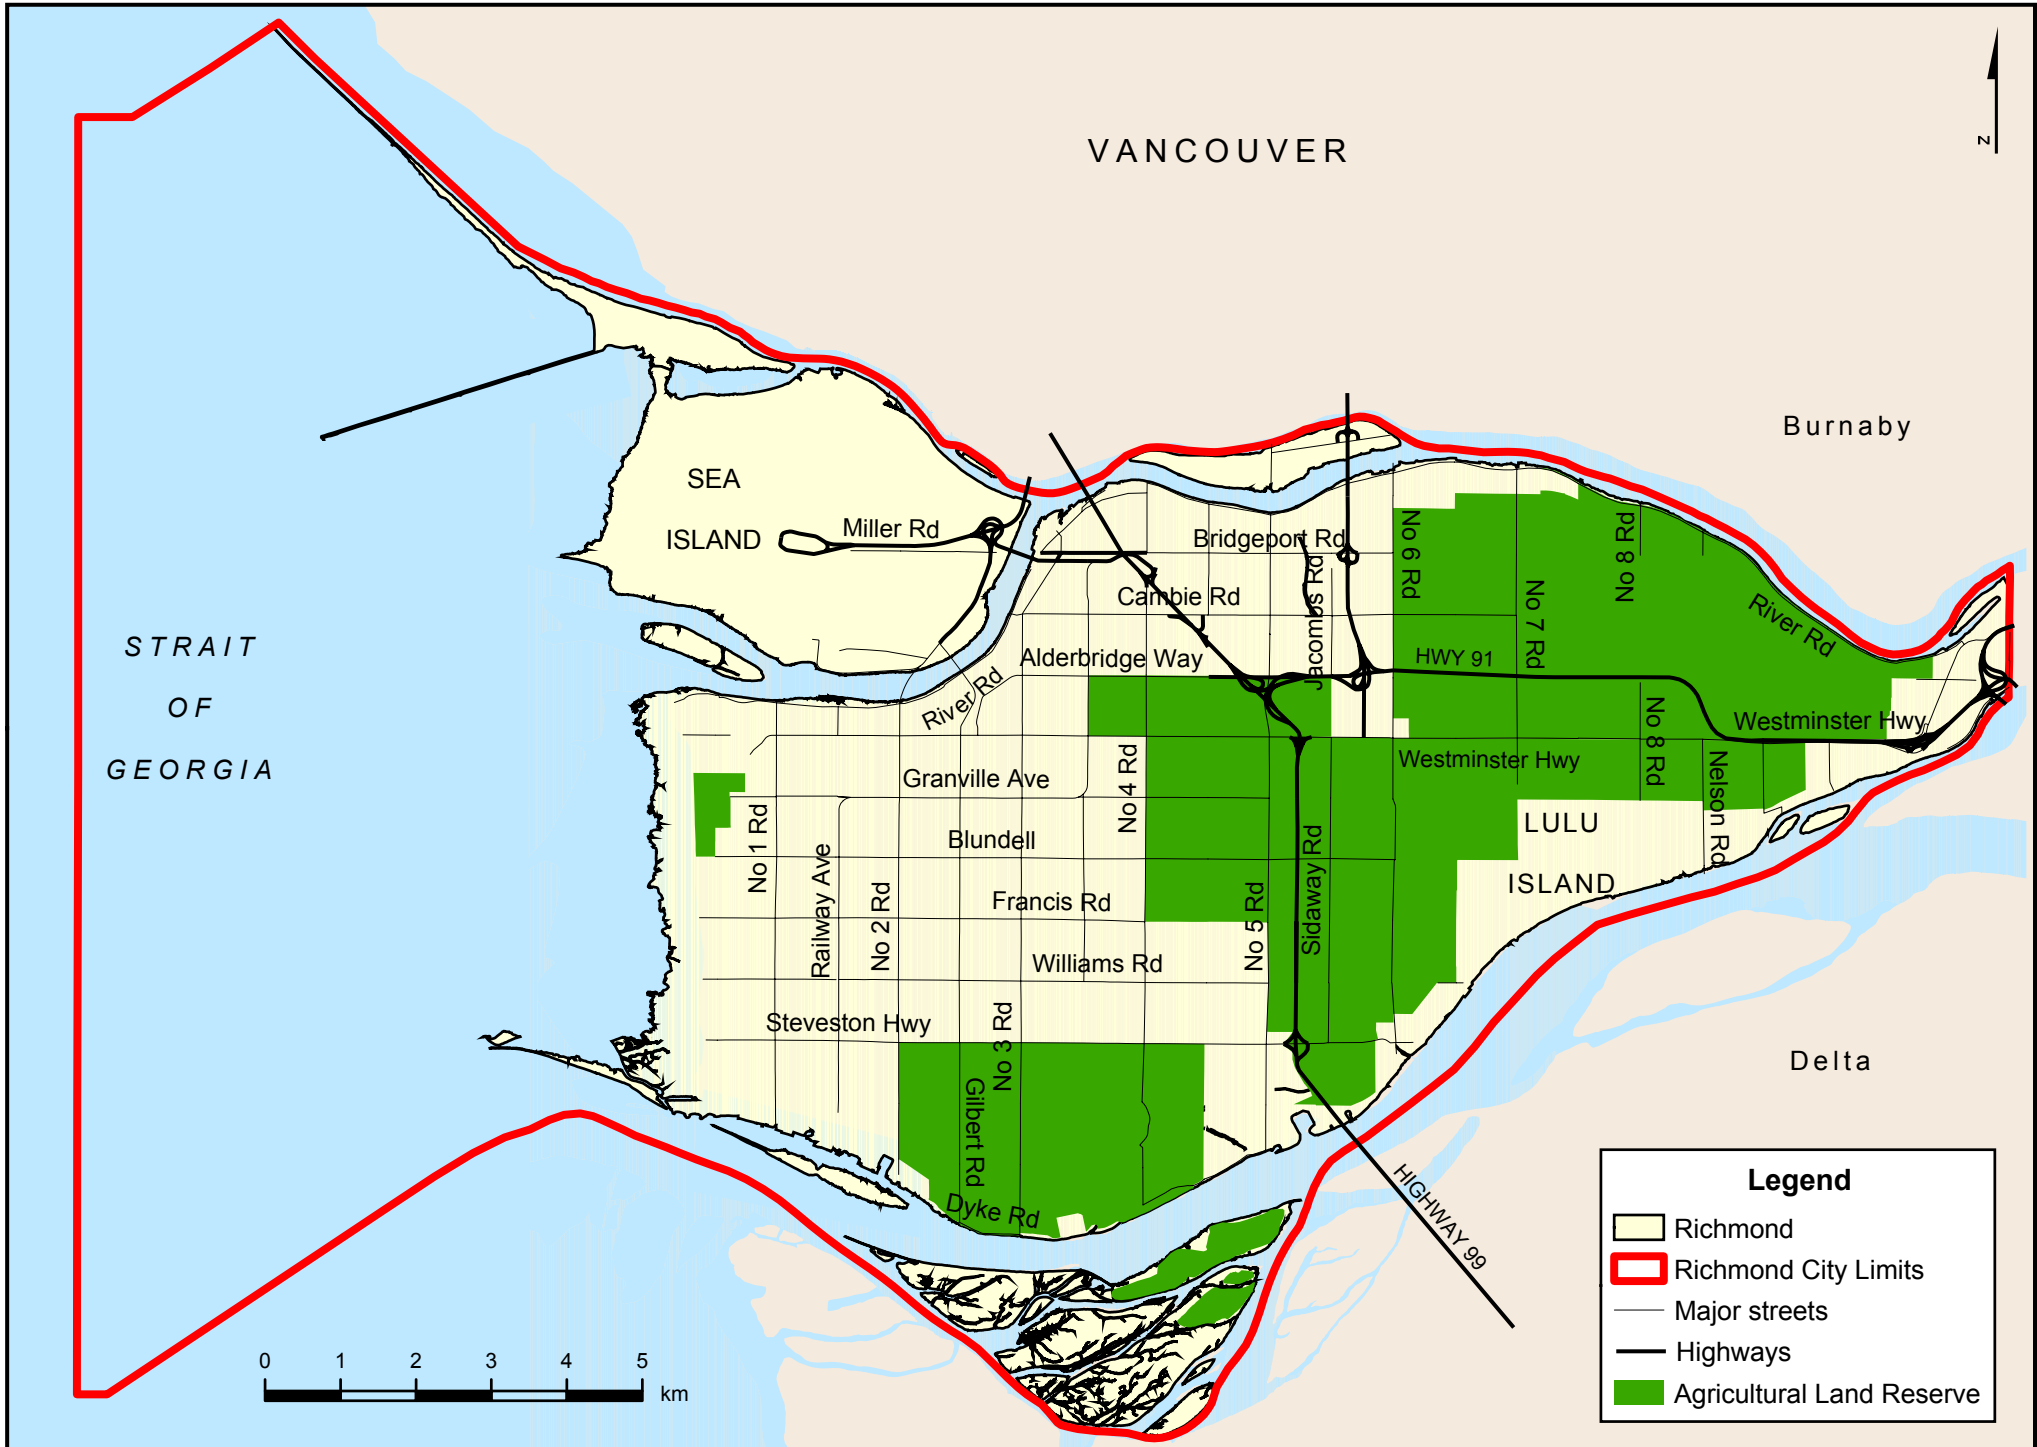 VANCOUVER
z
Burnaby
SEA
ISLAND
Miller Rd
Bridgeport Rd
No 6 Rd
No 8 Rd
Jacombs Rd
Cambie Rd
No 7 Rd
River Rd
STRAIT
OF
GEORGIA
Alderbridge Way
HWY 91
River Rd
No 8 Rd
Westminster Hwy
Westminster Hwy
Granville Ave
No 4 Rd
Nelson Rd
No 1 Rd
Blundell
LULU
ISLAND
Railway Ave
No 2 Rd
Francis Rd
No 5 Rd
Sidaway Rd
Williams Rd
Steveston Hwy
No 3 Rd
Delta
Gilbert Rd
Dyke Rd
HIGHWAY 99
Legend
Richmond
Richmond City Limits
Major streets
Highways
Agricultural Land Reserve
0 1 2 3 4 5
km